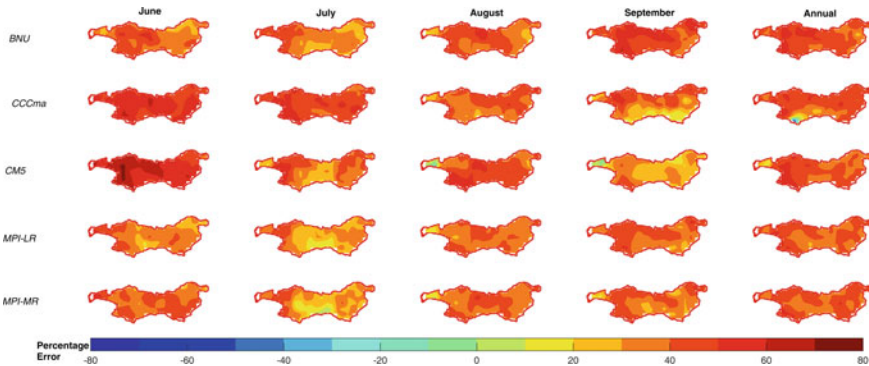 June July August September Annual
BNU
CCCma
CM5
MPI-LR
MPI-MR
Percentage
Error
-80 -60 -40 -20 0 20 40 60 80